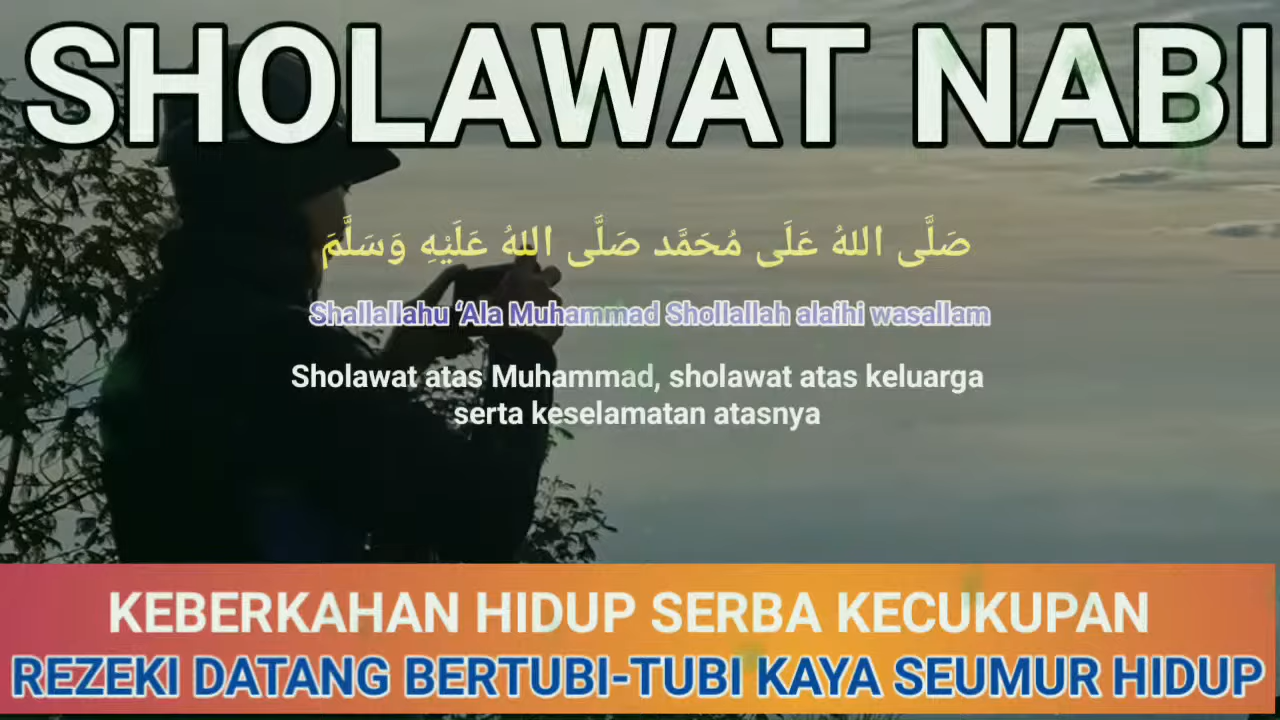 SHOLAWAT NABI
صَلَّى اللهُ عَلَى مُحَمَّد صَلَّى اللهُ عَلَيْهِ وَسَلَّمَ
Shallallahu ‘Ala Muhammad Shollallah alaihi wasallam
Sholawat atas Muhammad, sholawat atas keluarga
serta keselamatan atasnya
KEBERKAHAN HIDUP SERBA KECUKUPAN
REZEKI DATANG BERTUBI-TUBI KAYA SEUMUR HIDUP